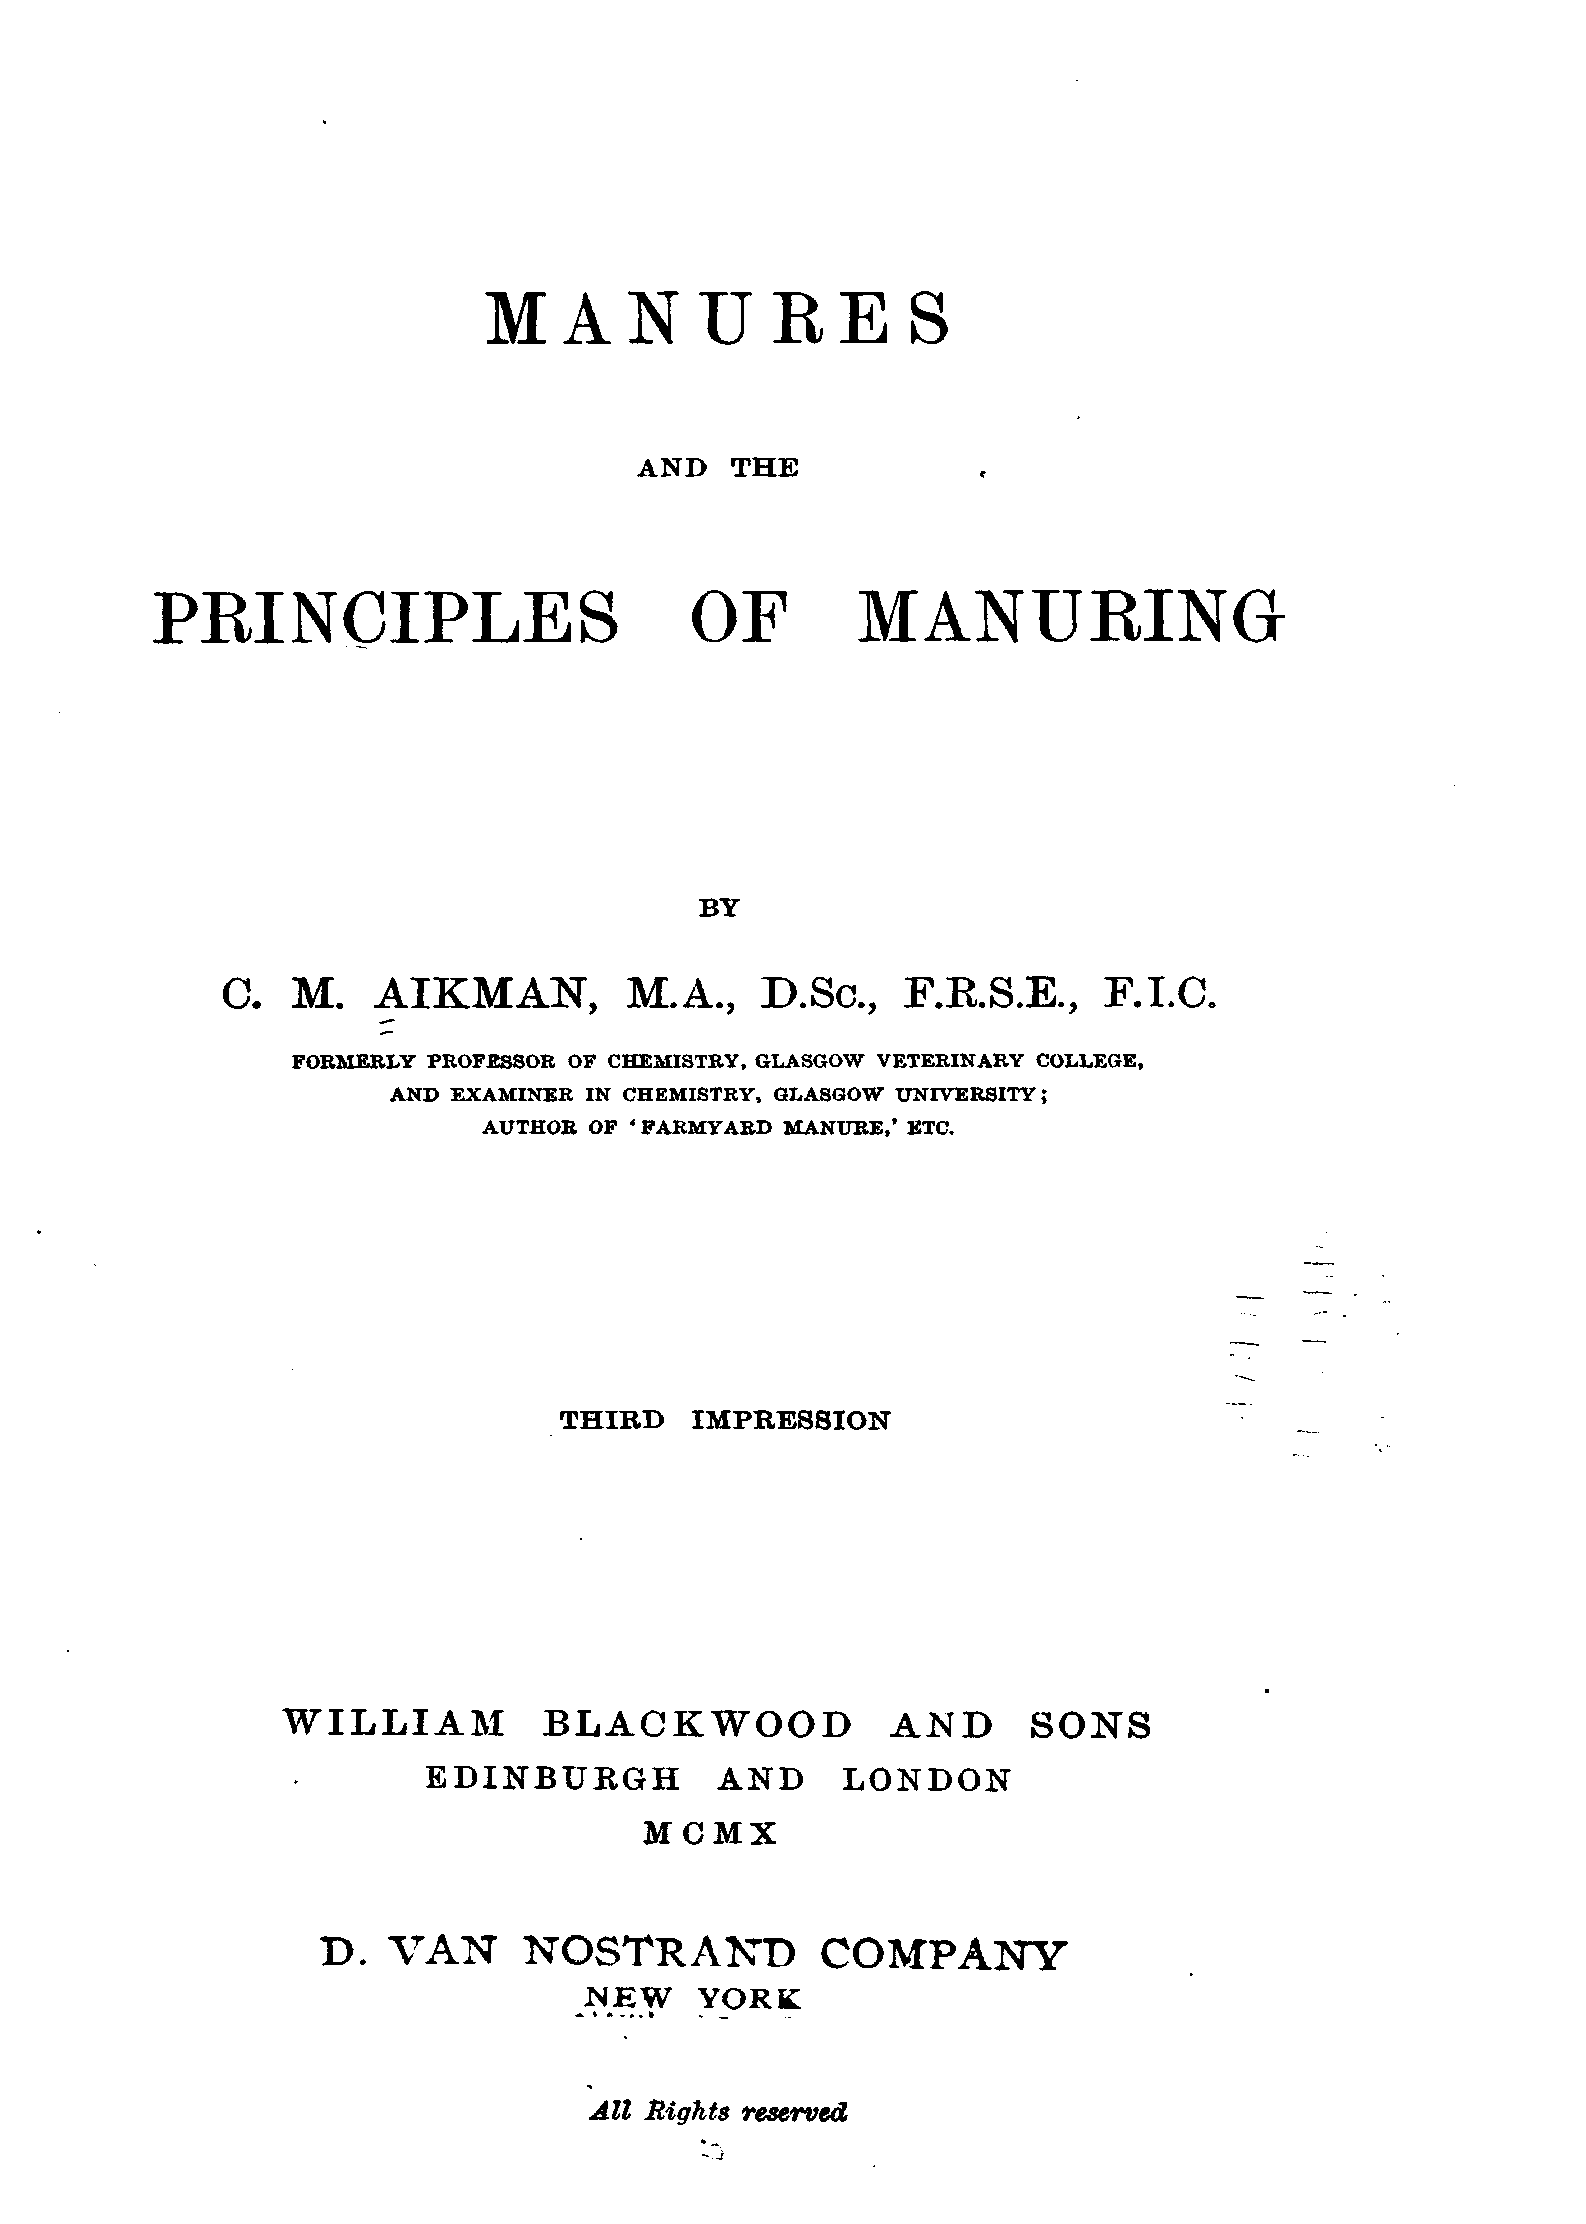 MANURES
AND THE
PRINCIPLES OF MANURING
BY
C. M. AIKMAN, M.A., D.Sc., F.R.S.E., F.I.C.
FORMERLY PROFESSOR OF CHEMISTRY, GLASGOW VETERINARY COLLEGE,
AND EXAMINER IN CHEMISTRY, GLASGOW UNIVERSITY;
AUTHOR OF ‘FARMYARD MANURE,’ ETC.
THIRD IMPRESSION
WILLIAM BLACKWOOD AND SONS
EDINBURGH AND LONDON
MCMX
D. VAN NOSTRAND COMPANY
NEW YORK
All Rights reserved